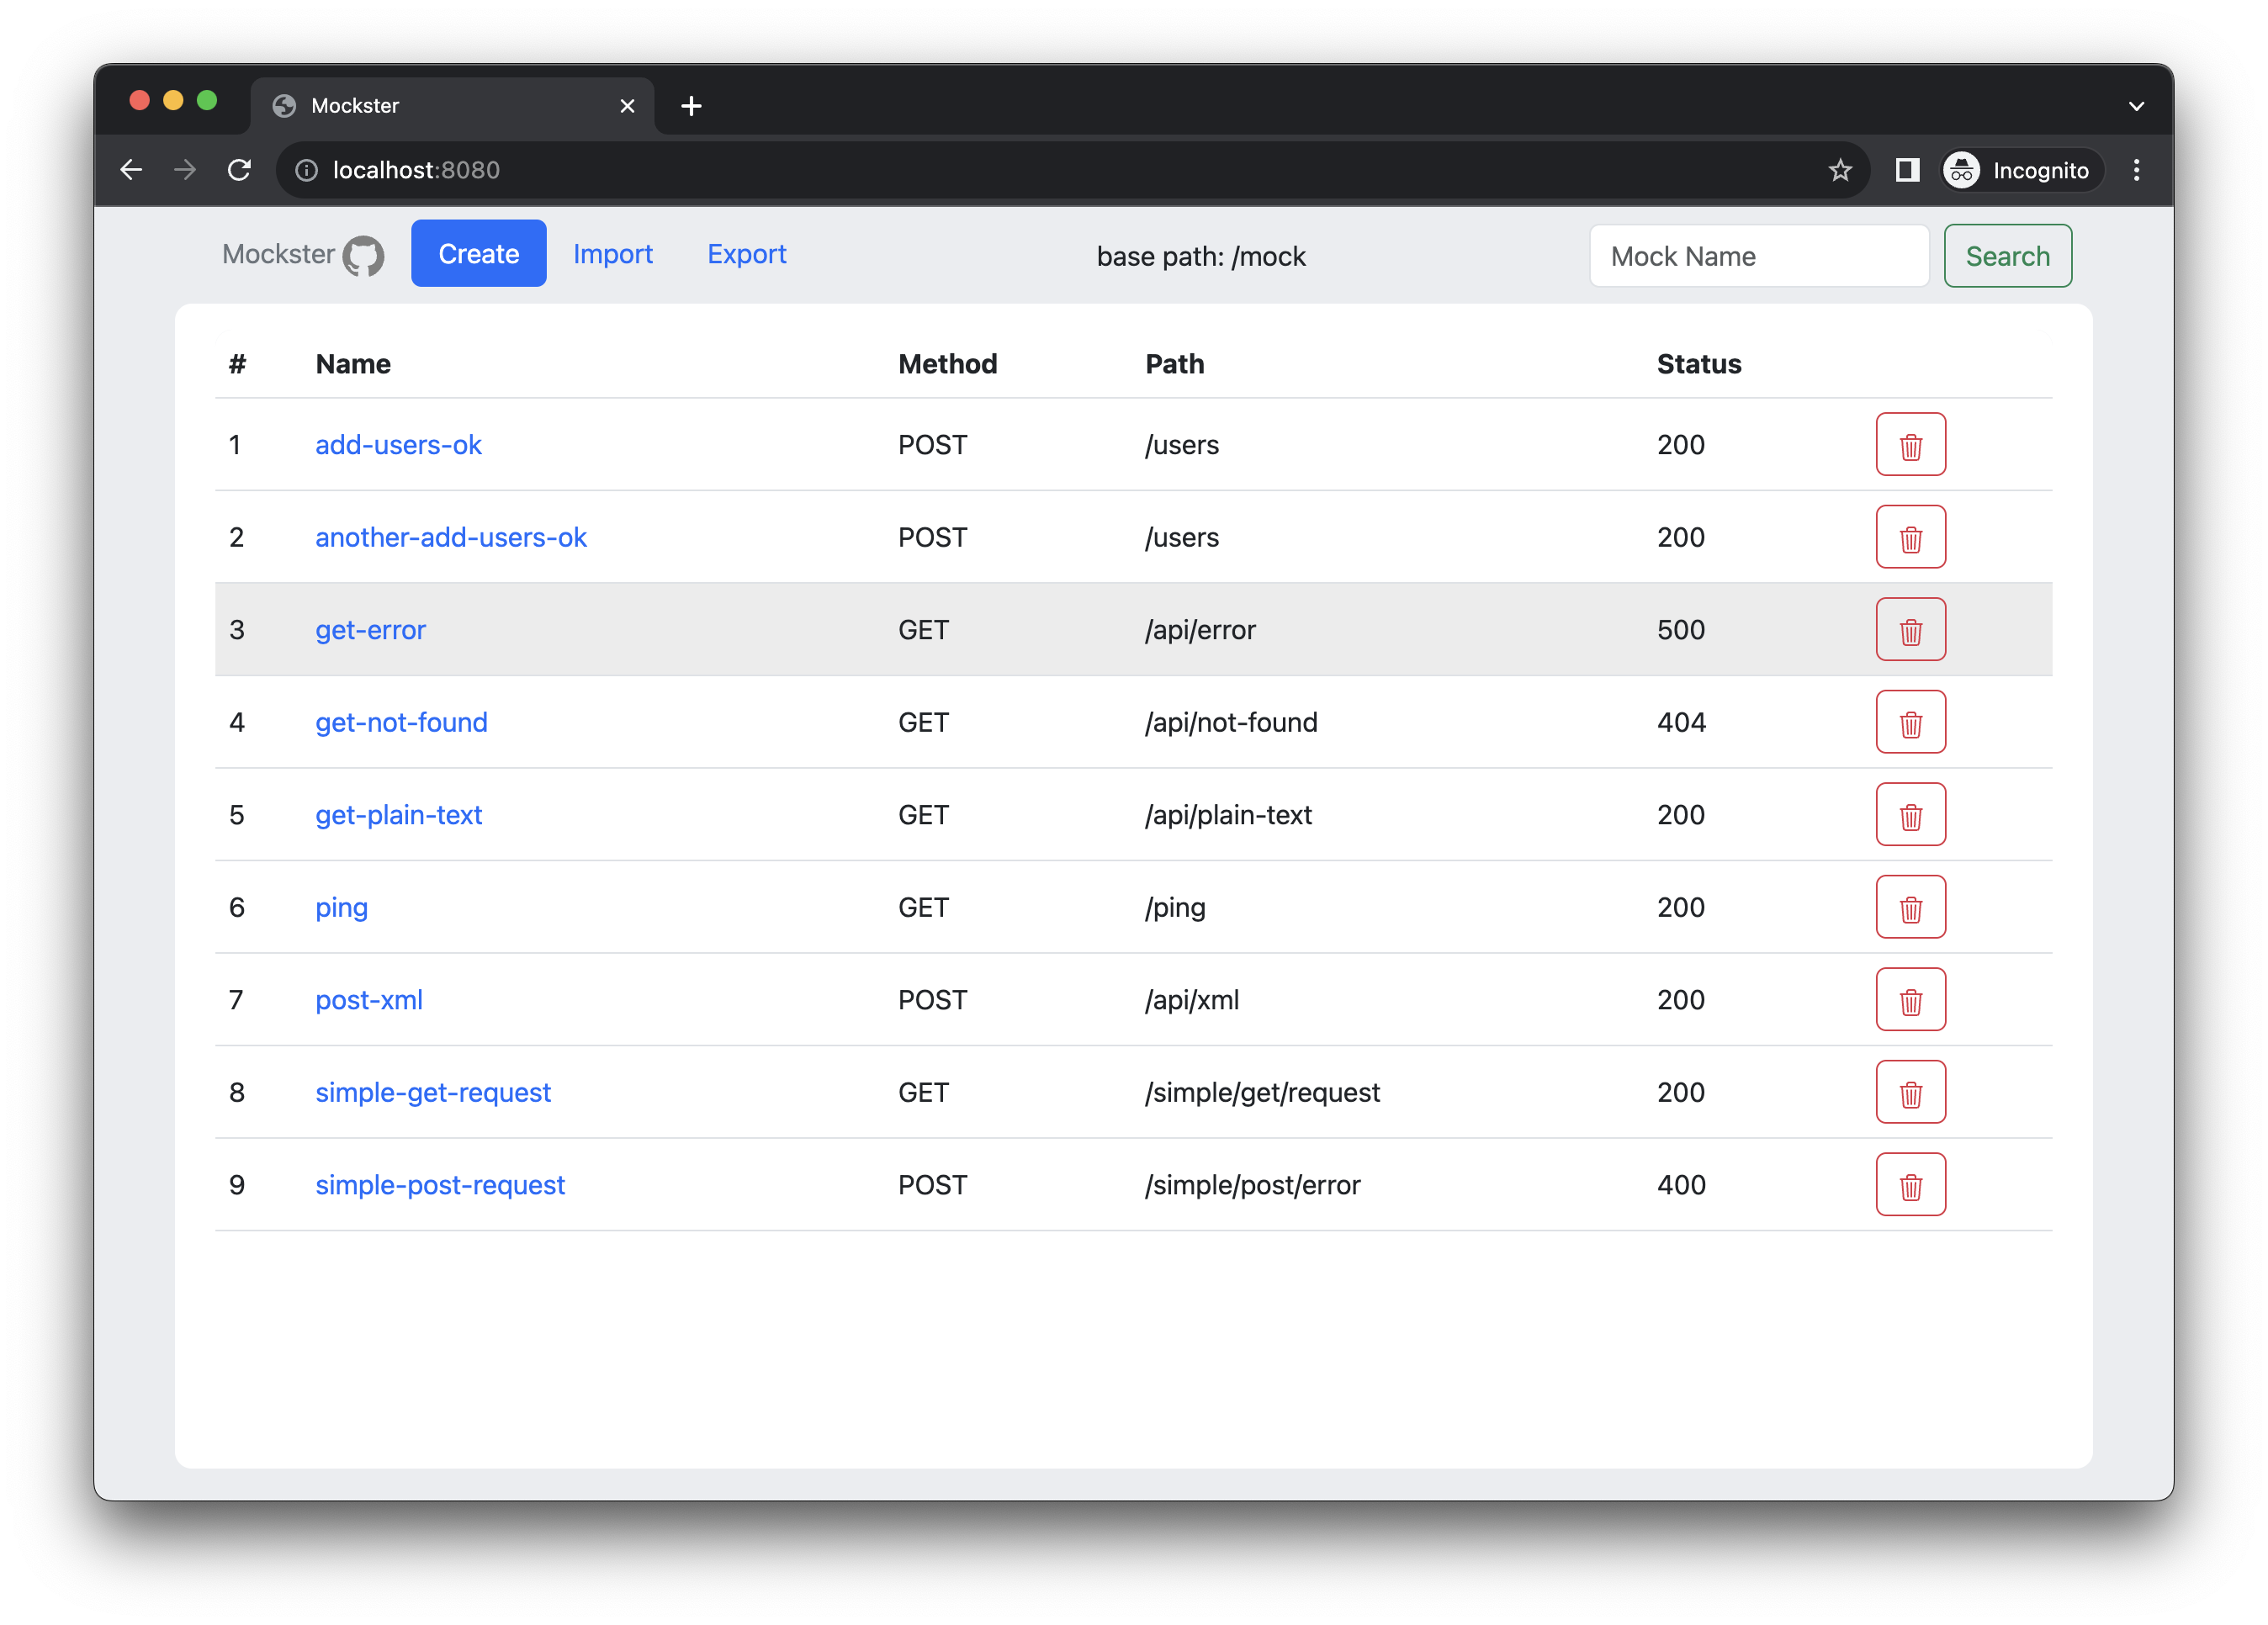 Mockster
localhost:8080
Incognito
Mockster Create Import Export base path: /mock Mock Name Search
# Name Method Path Status
1 add-users-ok POST /users 200
2 another-add-users-ok POST /users 200
3 get-error GET /api/error 500
4 get-not-found GET /api/not-found 404
5 get-plain-text GET /api/plain-text 200
6 ping GET /ping 200
7 post-xml POST /api/xml 200
8 simple-get-request GET /simple/get/request 200
9 simple-post-request POST /simple/post/error 400